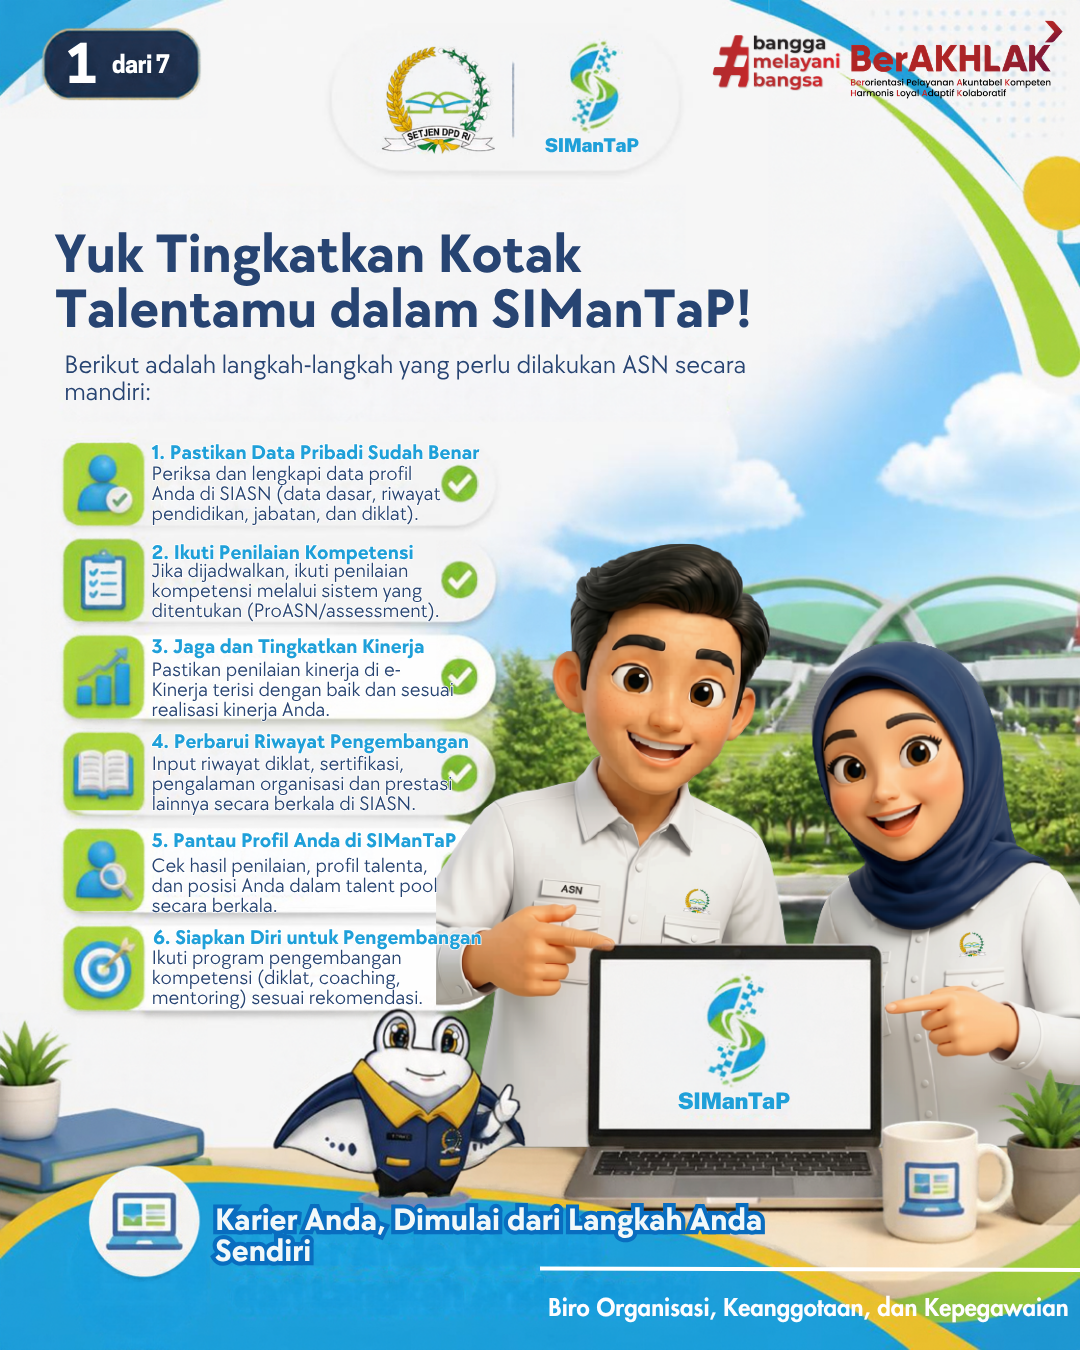 1 dari 7
SETJEN DPD RI
SIManTaP
#bangga
melayani
bangsa
BerAKHLAK
Berorientasi Pelayanan Akuntabel Kompeten
Harmonis Loyal Adaptif Kolaboratif
Yuk Tingkatkan Kotak
Talentamu dalam SIManTaP!
Berikut adalah langkah-langkah yang perlu dilakukan ASN secara
mandiri:
1. Pastikan Data Pribadi Sudah Benar
Periksa dan lengkapi data profil
Anda di SIASN (data dasar, riwayat
pendidikan, jabatan, dan diklat).
2. Ikuti Penilaian Kompetensi
Jika dijadwalkan, ikuti penilaian
kompetensi melalui sistem yang
ditentukan (ProASN/assessment).
3. Jaga dan Tingkatkan Kinerja
Pastikan penilaian kinerja di e-
Kinerja terisi dengan baik dan sesuai
realisasi kinerja Anda.
4. Perbarui Riwayat Pengembangan
Input riwayat diklat, sertifikasi,
pengalaman organisasi dan prestasi
lainnya secara berkala di SIASN.
5. Pantau Profil Anda di SIManTaP
Cek hasil penilaian, profil talenta,
dan posisi Anda dalam talent pool
secara berkala.
6. Siapkan Diri untuk Pengembangan
Ikuti program pengembangan
kompetensi (diklat, coaching,
mentoring) sesuai rekomendasi.
ASN
SIManTaP
Karier Anda, Dimulai dari Langkah Anda
Sendiri
Biro Organisasi, Keanggotaan, dan Kepegawaian